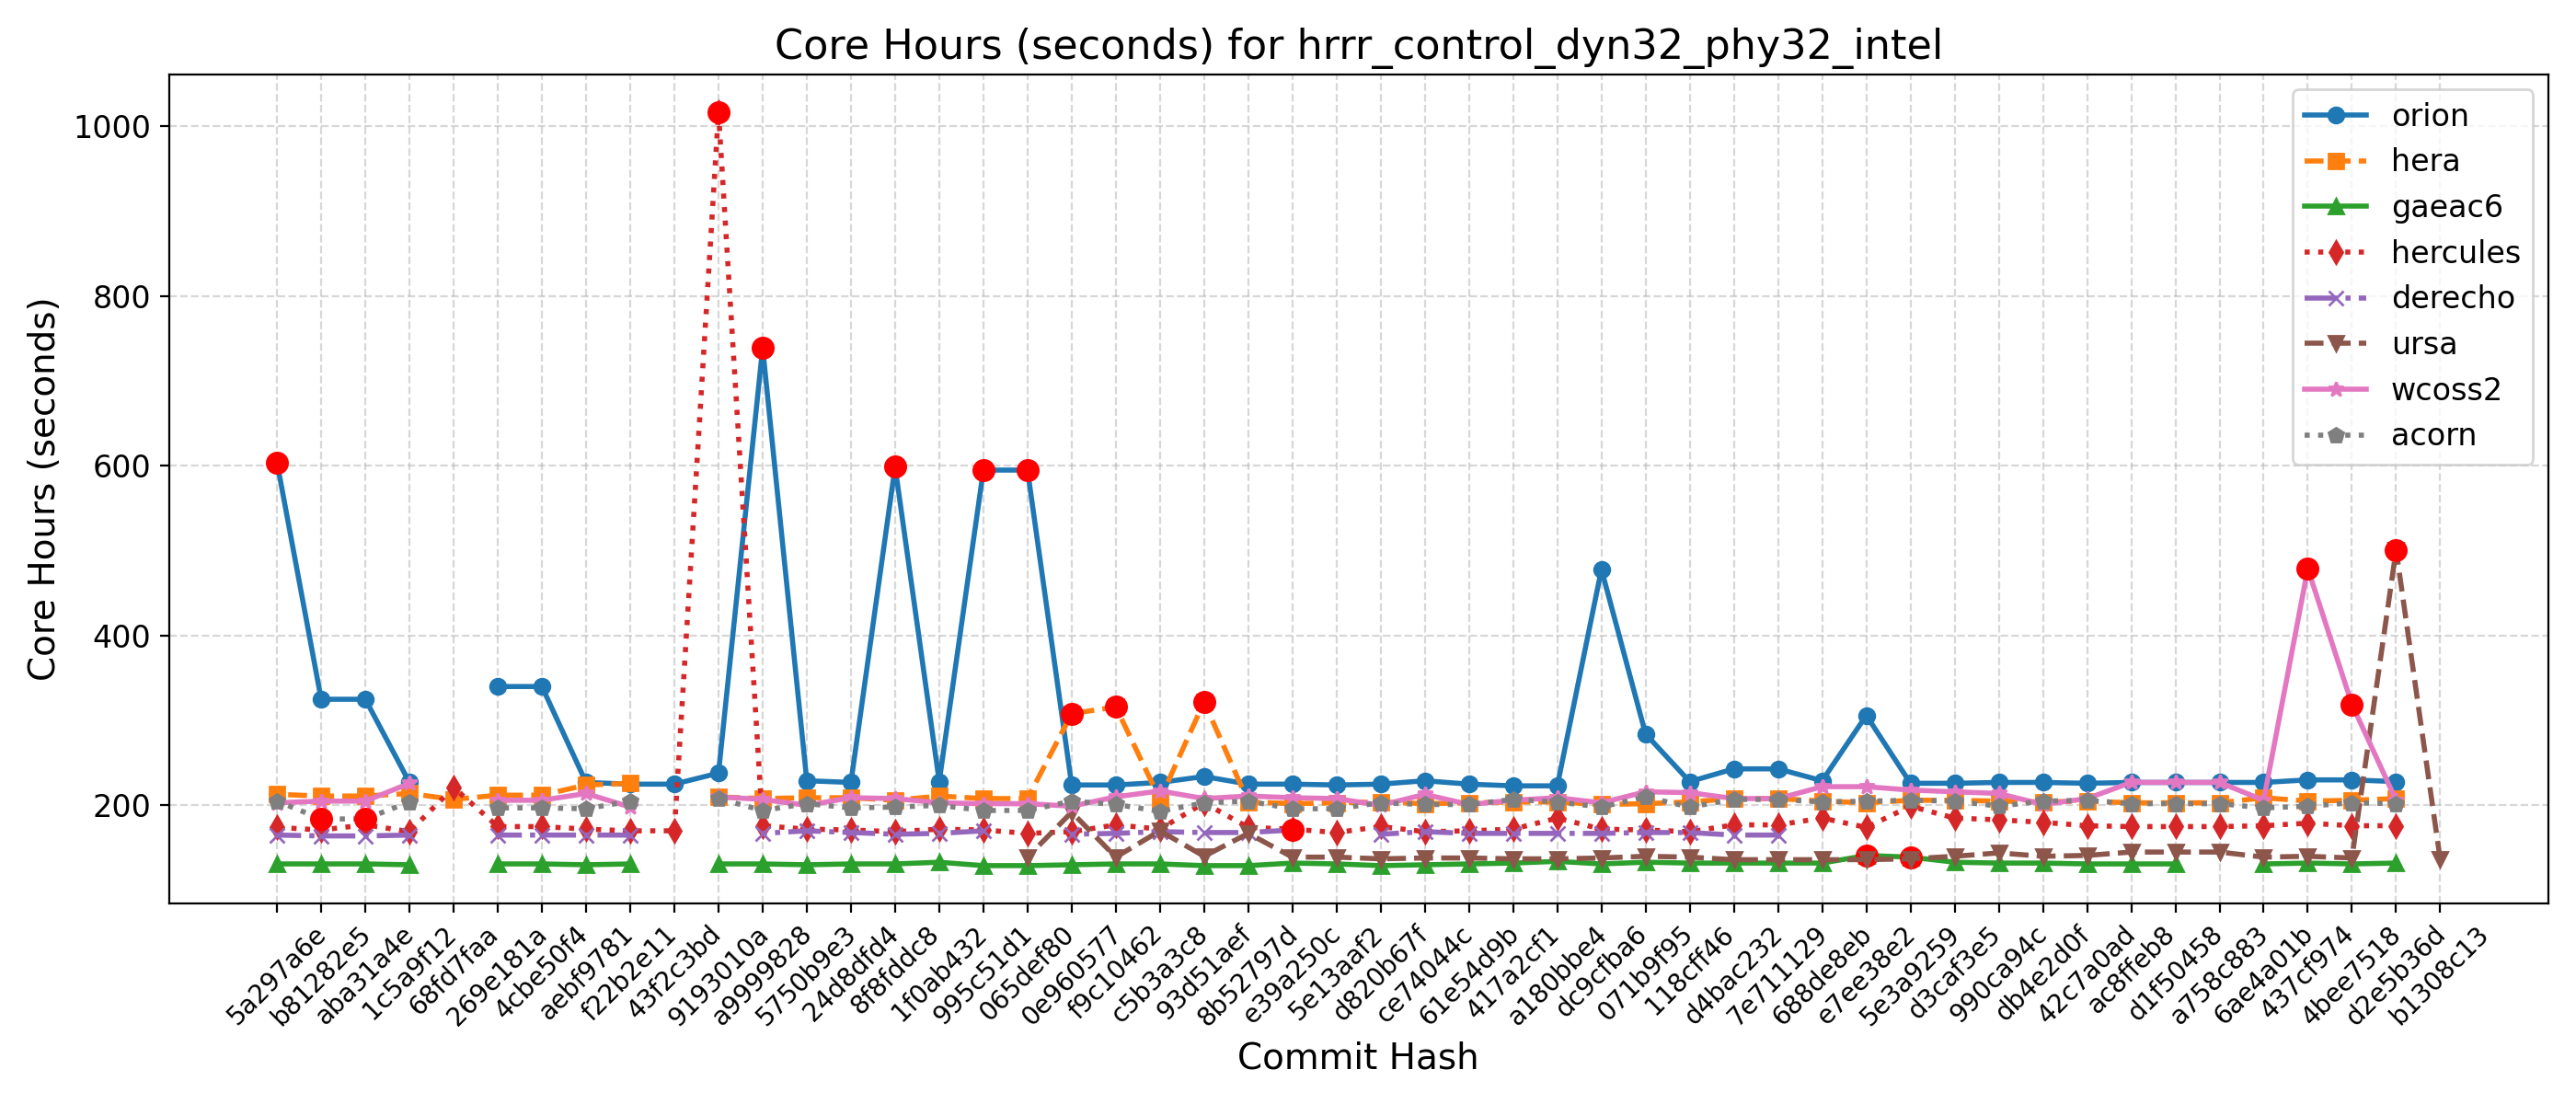 Core Hours (seconds) for hrrr_control_dyn32_phy32_intel
Core Hours (seconds)
1000
800
600
400
200
orion
hera
gaeac6
hercules
derecho
ursa
wcoss2
acorn
5a297a6e
b81282e5
aba31a4e
1c5a9f12
68fd7faa
269e181a
4cbe50f4
aebf9781
f22b2e11
43f2c3bd
9193010a
a9999828
5750b9e3
24d8dfd4
8f8fddc8
1f0ab432
995c51d1
065def80
0e960577
f9c10462
c5b3a3c8
93d51aef
8b52797d
e39a250c
5e13aaf2
d820b67f
ce74044c
61e54d9b
417a2cf1
a180bbe4
dc9cfba6
071b9f95
118cff46
d4bac232
7e711129
688de8eb
e7ee38e2
5e3a9259
d3caf3e5
990ca94c
db4e2d0f
42c7a0ad
ac8ffeb8
d1f50458
a758c883
6ae4a01b
437cf974
4bee7518
d2e5b36d
b1308c13
Commit Hash